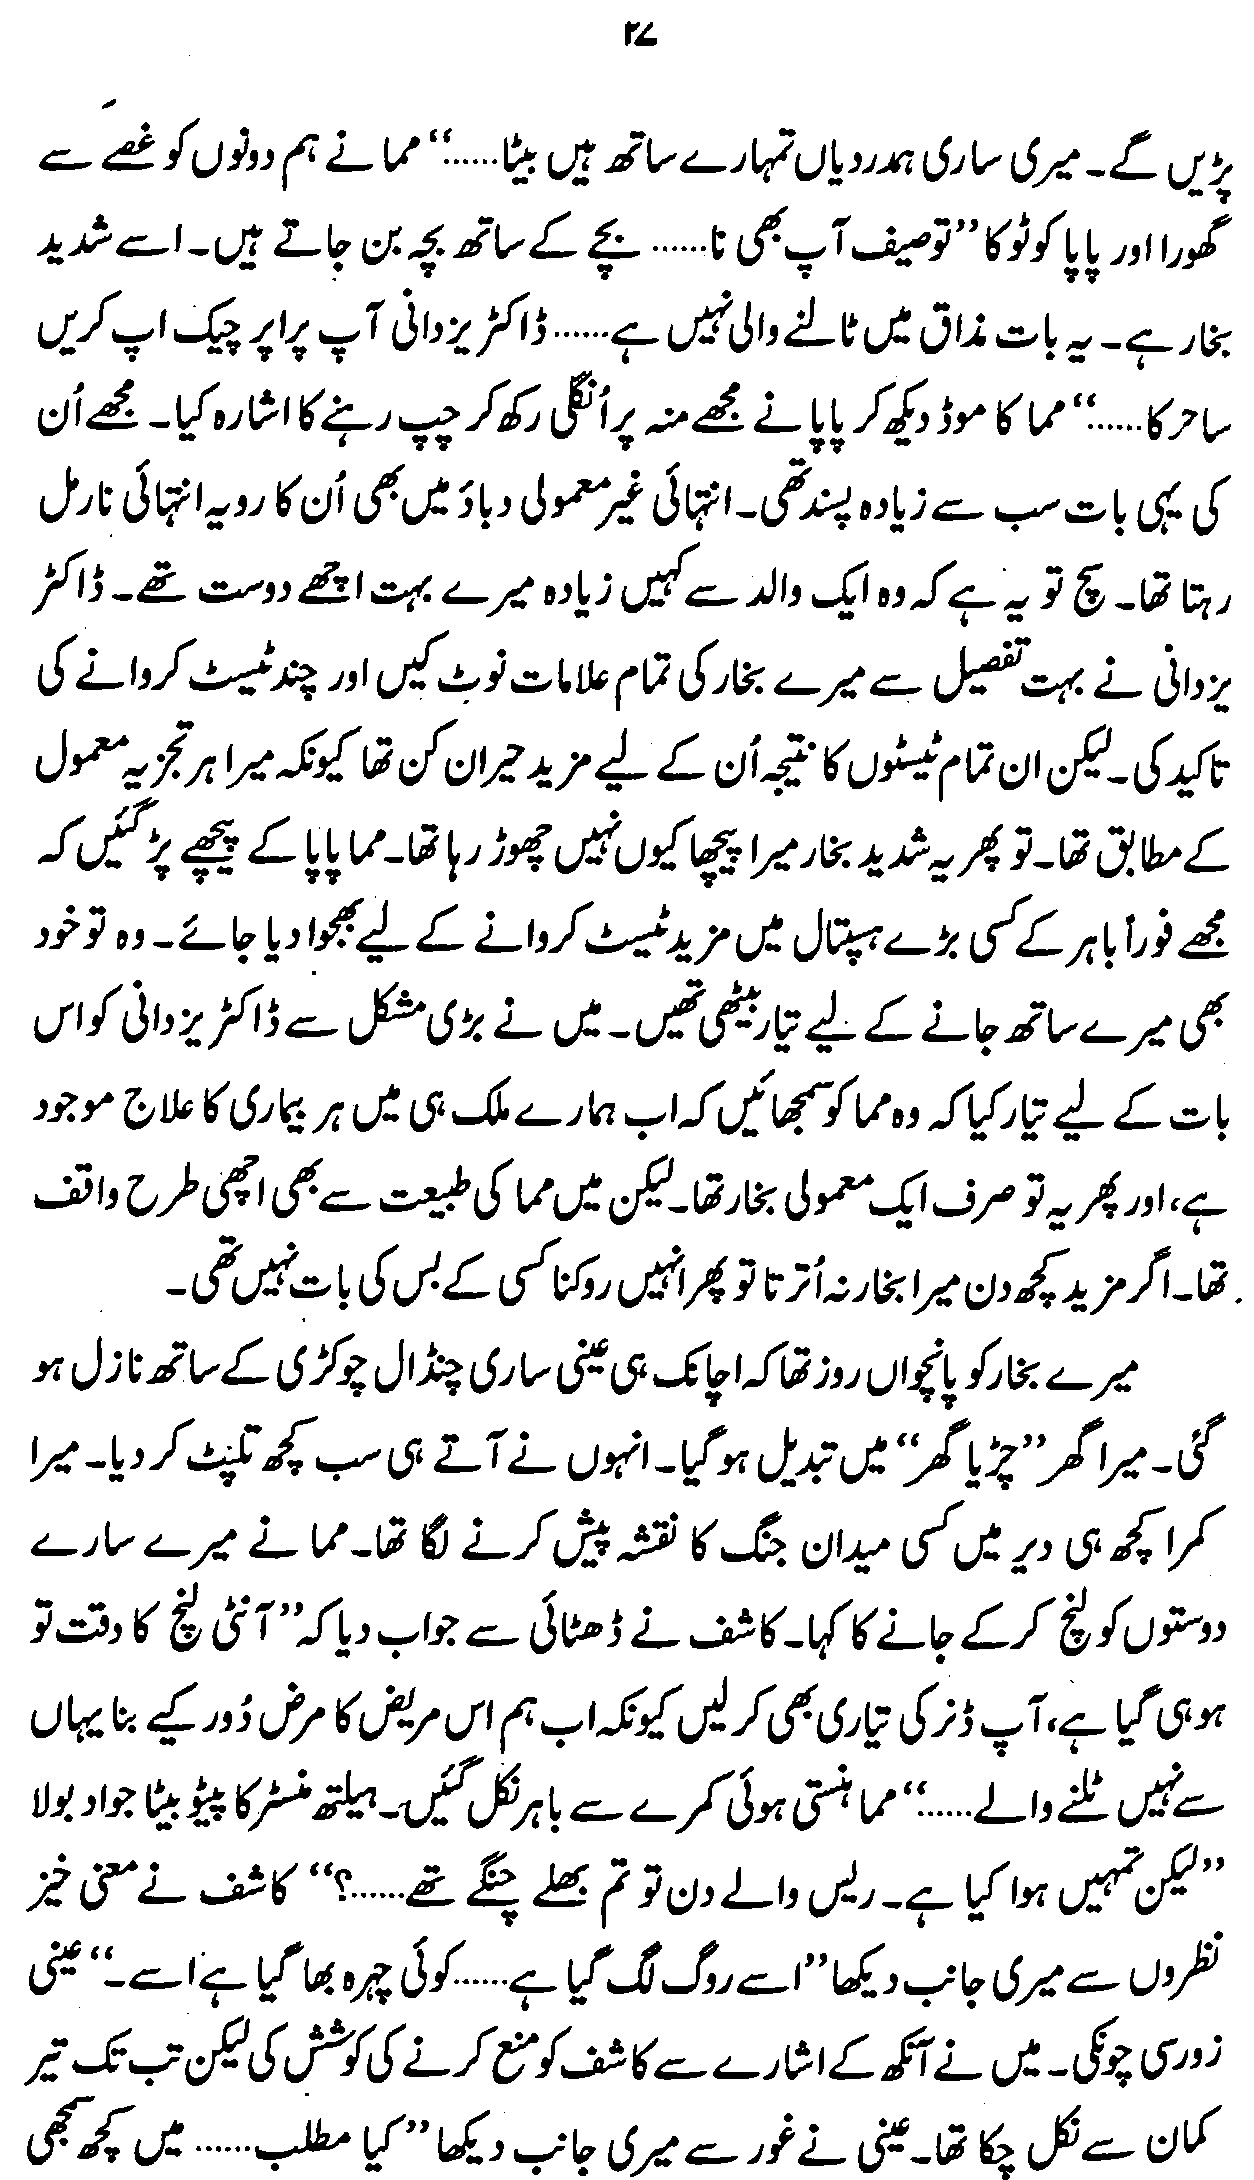 ۲۷
پڑیں گے۔ میری ساری ہمدردیاں تمہارے ساتھ ہیں بیٹا......‘‘ مما نے ہم دونوں کو غصے سے
گھورا اور پاپا کو ٹوکا ’’توصیف آپ بھی نا...... بچے کے ساتھ بچہ بن جاتے ہیں۔ اسے شدید
بخار ہے۔ یہ بات مذاق میں ٹالنے والی نہیں ہے...... ڈاکٹر یزدانی آپ پراپر چیک اپ کریں
ساحر کا......‘‘ مما کا موڈ دیکھ کر پاپا نے مجھے منہ پر اُنگلی رکھ کر چپ رہنے کا اشارہ کیا۔ مجھے اُن
کی یہی بات سب سے زیادہ پسند تھی۔ انتہائی غیر معمولی دباؤ میں بھی اُن کا رویہ انتہائی نارمل
رہتا تھا۔ سچ تو یہ ہے کہ وہ ایک والد سے کہیں زیادہ میرے بہت اچھے دوست تھے۔ ڈاکٹر
یزدانی نے بہت تفصیل سے میرے بخار کی تمام علامات نوٹ کیں اور چند ٹیسٹ کروانے کی
تاکید کی۔ لیکن ان تمام ٹیسٹوں کا نتیجہ اُن کے لیے مزید حیران کن تھا کیونکہ میرا ہر تجزیہ معمول
کے مطابق تھا۔ تو پھر یہ شدید بخار میرا پیچھا کیوں نہیں چھوڑ رہا تھا۔ مما پاپا کے پیچھے پڑ گئیں کہ
مجھے فوراً باہر کے کسی بڑے ہسپتال میں مزید ٹیسٹ کروانے کے لیے بھجوا دیا جائے۔ وہ تو خود
بھی میرے ساتھ جانے کے لیے تیار بیٹھی تھیں۔ میں نے بڑی مشکل سے ڈاکٹر یزدانی کو اس
بات کے لیے تیار کیا کہ وہ مما کو سمجھائیں کہ اب ہمارے ملک ہی میں ہر بیماری کا علاج موجود
ہے، اور پھر یہ تو صرف ایک معمولی بخار تھا۔ لیکن میں مما کی طبیعت سے بھی اچھی طرح واقف
تھا۔ اگر مزید کچھ دن میرا بخار نہ اُترتا تو پھر انہیں روکنا کسی کے بس کی بات نہیں تھی۔
میرے بخار کو پانچواں روز تھا کہ اچانک ہی عینی ساری چنڈال چوکڑی کے ساتھ نازل ہو
گئی۔ میرا گھر ’’چڑیا گھر‘‘ میں تبدیل ہو گیا۔ انہوں نے آتے ہی سب کچھ تلپٹ کر دیا۔ میرا
کمرا کچھ ہی دیر میں کسی میدان جنگ کا نقشہ پیش کرنے لگا تھا۔ مما نے میرے سارے
دوستوں کو لنچ کر کے جانے کا کہا۔ کاشف نے ڈھٹائی سے جواب دیا کہ ’’آنٹی لنچ کا وقت تو
ہو ہی گیا ہے، آپ ڈنر کی تیاری بھی کر لیں کیونکہ اب ہم اس مریض کا مرض دُور کیے بنا یہاں
سے نہیں ٹلنے والے......‘‘ مما ہنستی ہوئی کمرے سے باہر نکل گئیں۔ ہیلتھ منسٹر کا پیٹو بیٹا جواد بولا
’’لیکن تمہیں ہوا کیا ہے۔ ریس والے دن تو تم بھلے چنگے تھے......؟‘‘ کاشف نے معنی خیز
نظروں سے میری جانب دیکھا ’’اسے روگ لگ گیا ہے......کوئی چہرہ بھا گیا ہے اسے۔‘‘ عینی
زور سی چونکی۔ میں نے آنکھ کے اشارے سے کاشف کو منع کرنے کی کوشش کی لیکن تب تک تیر
کمان سے نکل چکا تھا۔ عینی نے غور سے میری جانب دیکھا ’’کیا مطلب...... میں کچھ سمجھی